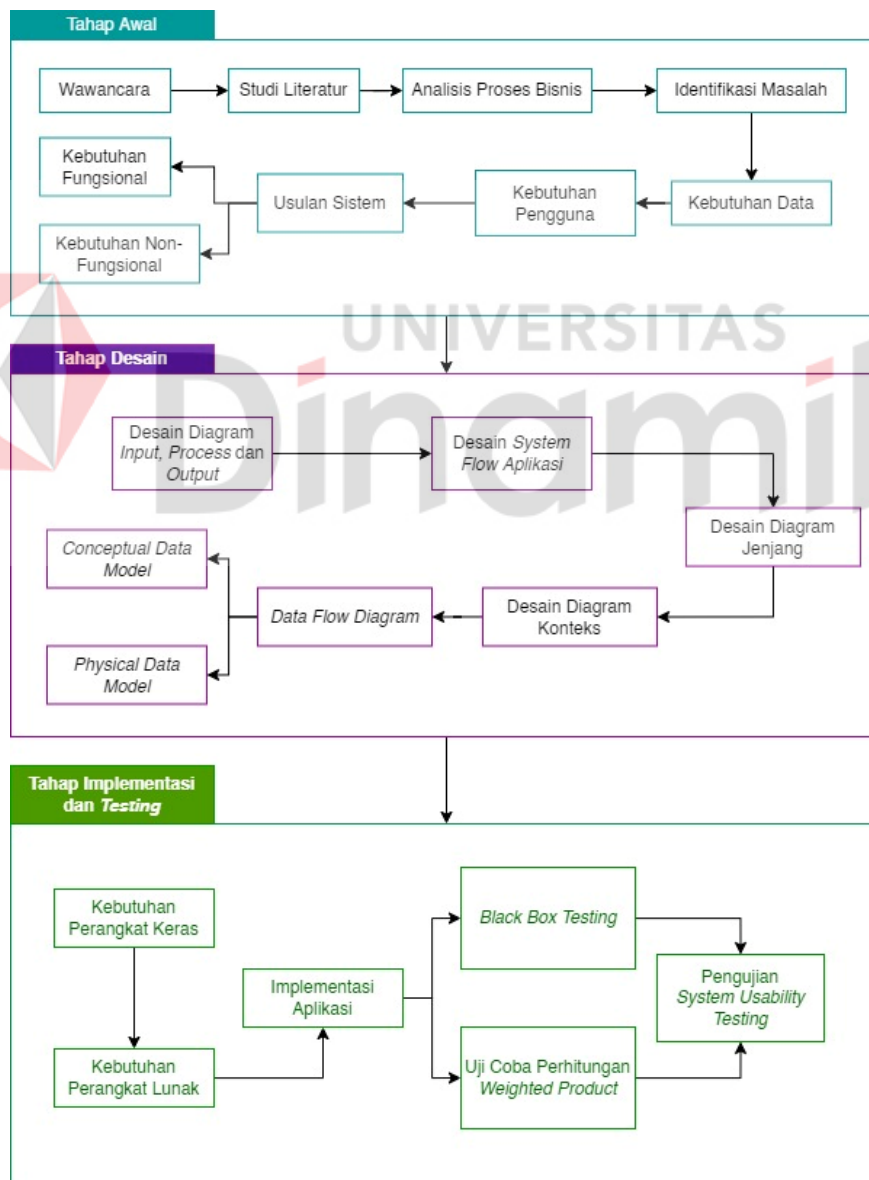 Tahap Awal
Wawancara
Studi Literatur
Analisis Proses Bisnis
Identifikasi Masalah
Kebutuhan
Fungsional
Usulan Sistem
Kebutuhan
Pengguna
Kebutuhan Data
Kebutuhan Non-
Fungsional
UNIVERSITAS
Dinamik
Tahap Desain
Desain Diagram
Input, Process dan
Output
Desain System
Flow Aplikasi
Desain Diagram
Jenjang
Conceptual Data
Model
Data Flow Diagram
Desain Diagram
Konteks
Physical Data
Model
Tahap Implementasi
dan Testing
Kebutuhan
Perangkat Keras
Black Box Testing
Implementasi
Aplikasi
Pengujian
System Usability
Testing
Kebutuhan
Perangkat Lunak
Uji Coba Perhitungan
Weighted Product